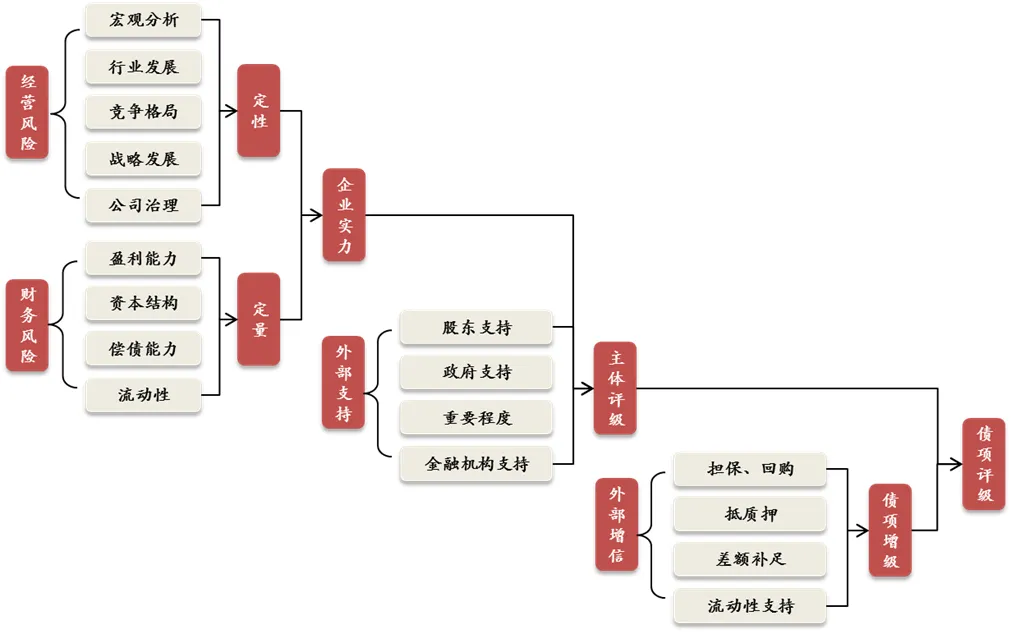 经营风险
宏观分析
行业发展
竞争格局
战略发展
公司治理
定性
财务风险
盈利能力
资本结构
偿债能力
流动性
定量
企业实力
外部支持
股东支持
政府支持
重要程度
金融机构支持
主体评级
外部增信
担保、回购
抵质押
差额补足
流动性支持
债项增级
债项评级